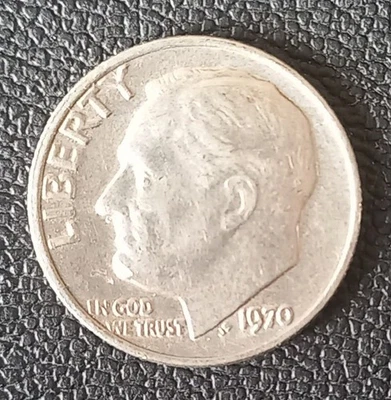 LIBERTY
IN GOD
WE TRUST
1970